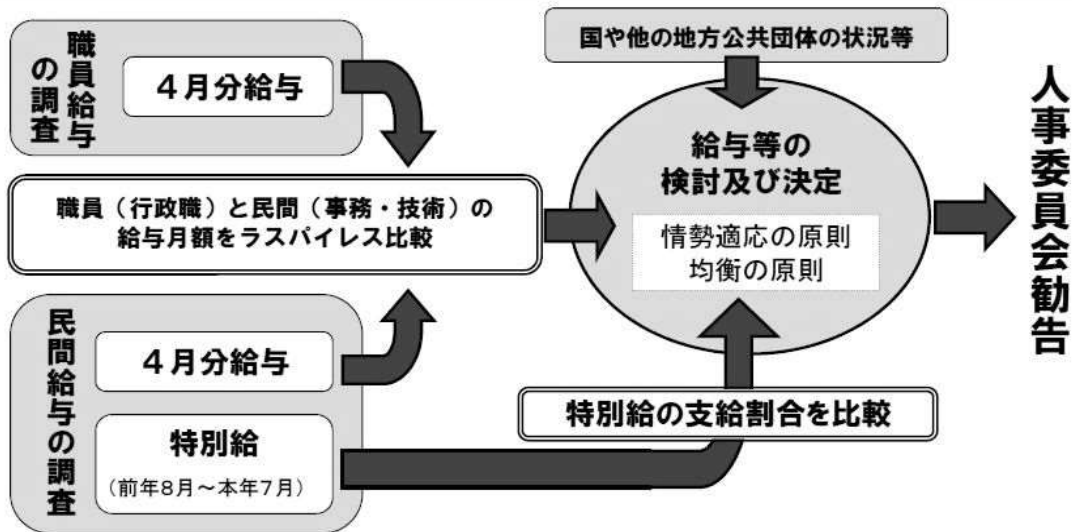 職員給与
の調査
４月分給与
国や他の地方公共団体の状況等
職員（行政職）と民間（事務・技術）の
給与月額をラスパイレス比較
給与等の
検討及び決定
情勢適応の原則
均衡の原則
人事委員会勧告
民間給与の調査
４月分給与
特別給
（前年8月～本年7月）
特別給の支給割合を比較